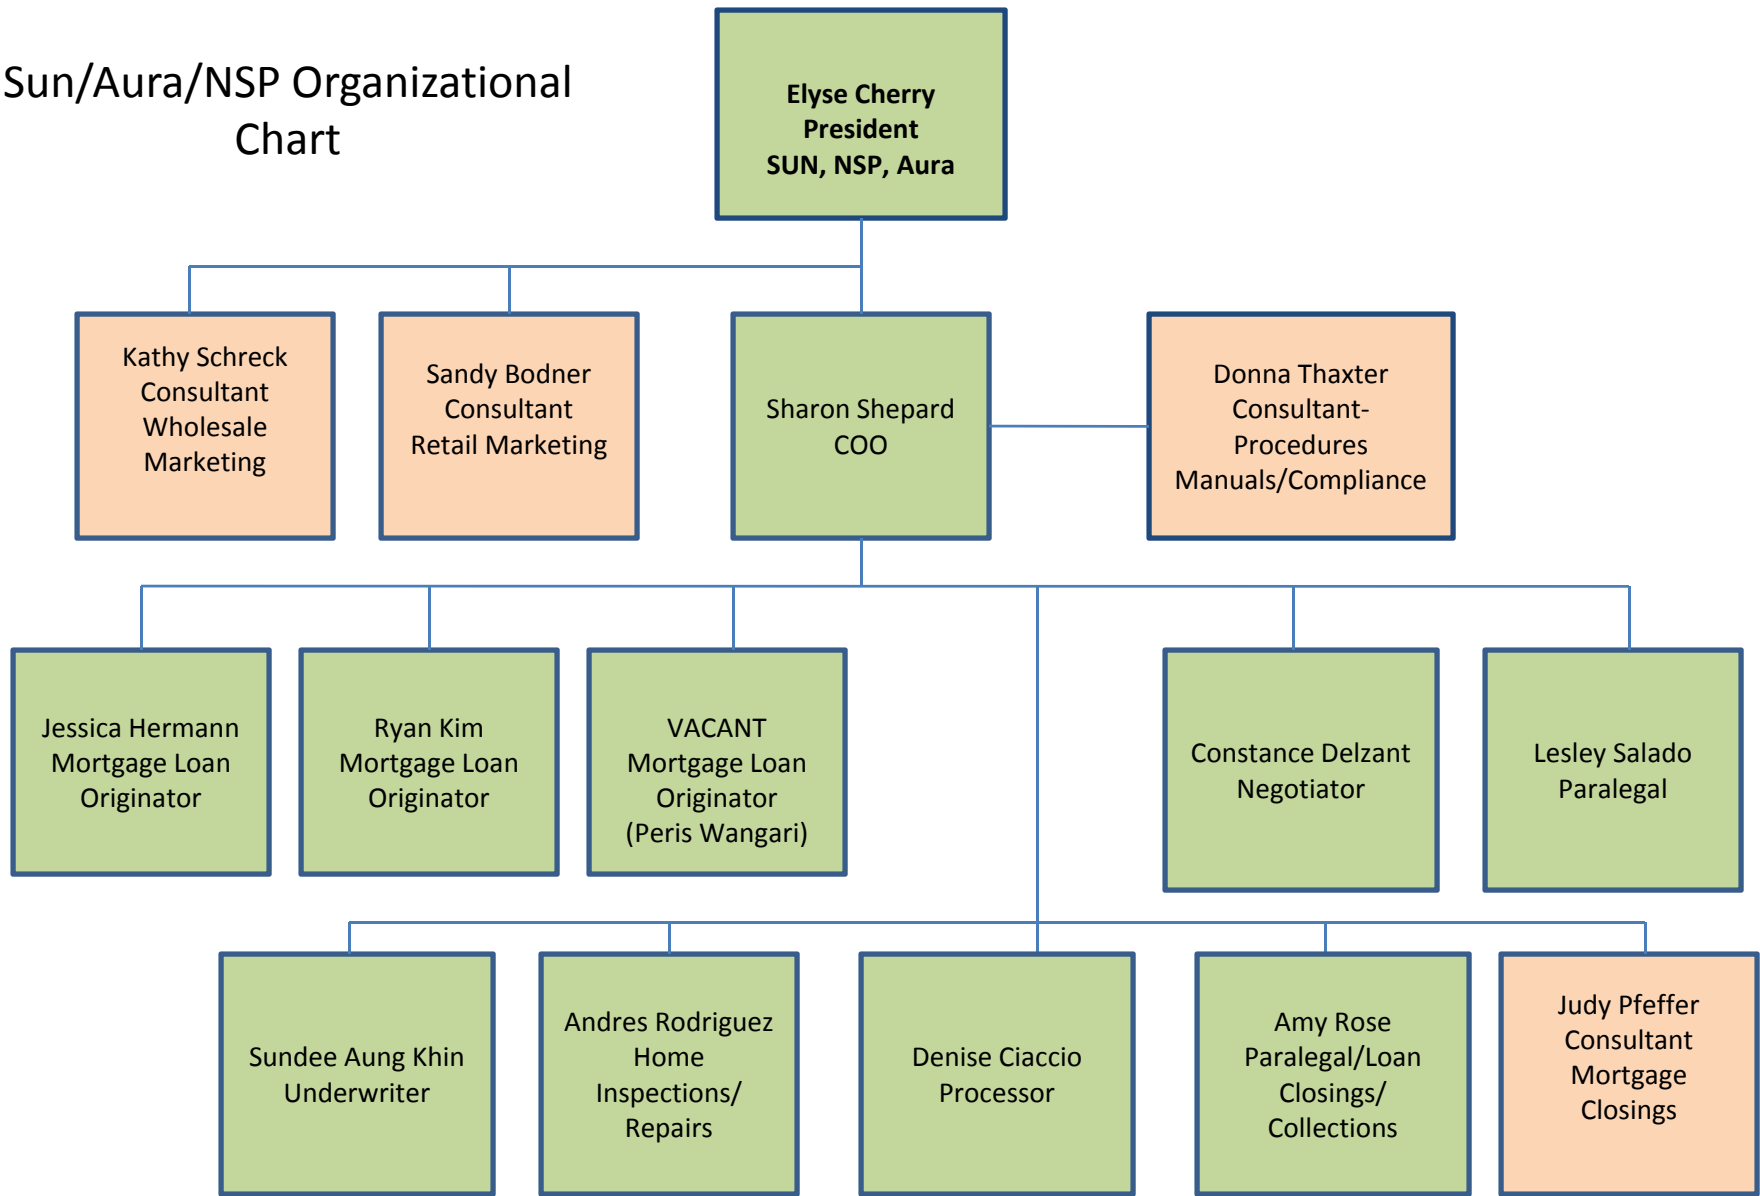 Sun/Aura/NSP Organizational
Chart
Elyse Cherry
President
SUN, NSP, Aura
Kathy Schreck
Consultant
Wholesale
Marketing
Sandy Bodner
Consultant
Retail Marketing
Sharon Shepard
COO
Donna Thaxter
Consultant-
Procedures
Manuals/Compliance
Jessica Hermann
Mortgage Loan
Originator
Ryan Kim
Mortgage Loan
Originator
VACANT
Mortgage Loan
Originator
(Peris Wangari)
Constance Delzant
Negotiator
Lesley Salado
Paralegal
Sundee Aung Khin
Underwriter
Andres Rodriguez
Home
Inspections/
Repairs
Denise Ciaccio
Processor
Amy Rose
Paralegal/Loan
Closings/
Collections
Judy Pfeffer
Consultant
Mortgage
Closings